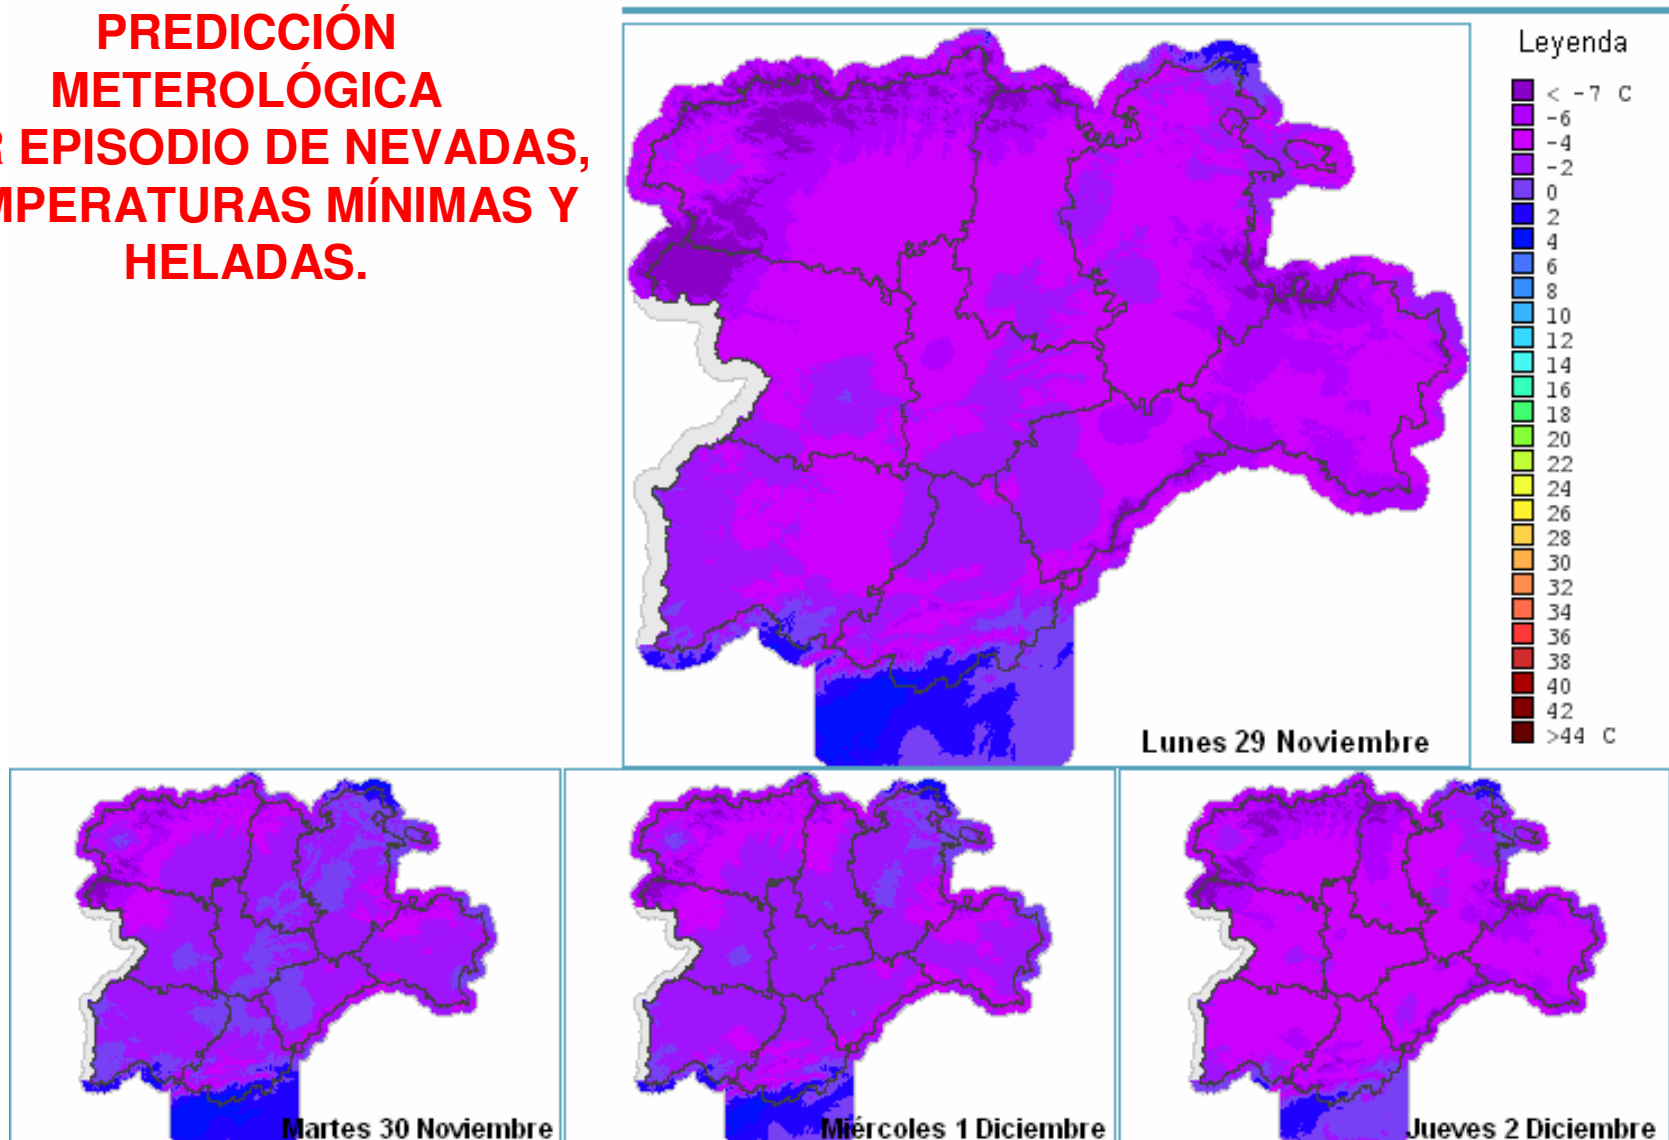 PREDICCIÓN
METEROLÓGICA
R EPISODIO DE NEVADAS,
MPERATURAS MÍNIMAS Y
HELADAS.
Leyenda
< -7 C
-6
-4
-2
0
2
4
6
8
10
12
14
16
18
20
22
24
26
28
30
32
34
36
38
40
42
>44 C
Lunes 29 Noviembre
Martes 30 Noviembre
Miércoles 1 Diciembre
Jueves 2 Diciembre